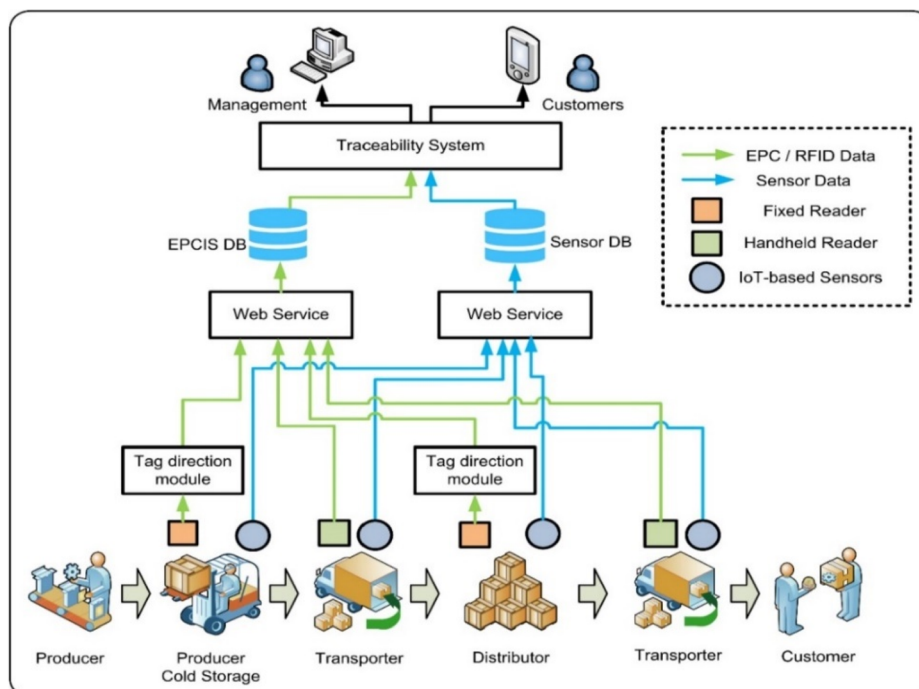 Management
Customers
Traceability System
EPC / RFID Data
Sensor Data
Fixed Reader
Handheld Reader
IoT-based Sensors
EPCIS DB
Sensor DB
Web Service
Web Service
Tag direction
module
Tag direction
module
Producer
Producer
Cold Storage
Transporter
Distributor
Transporter
Customer